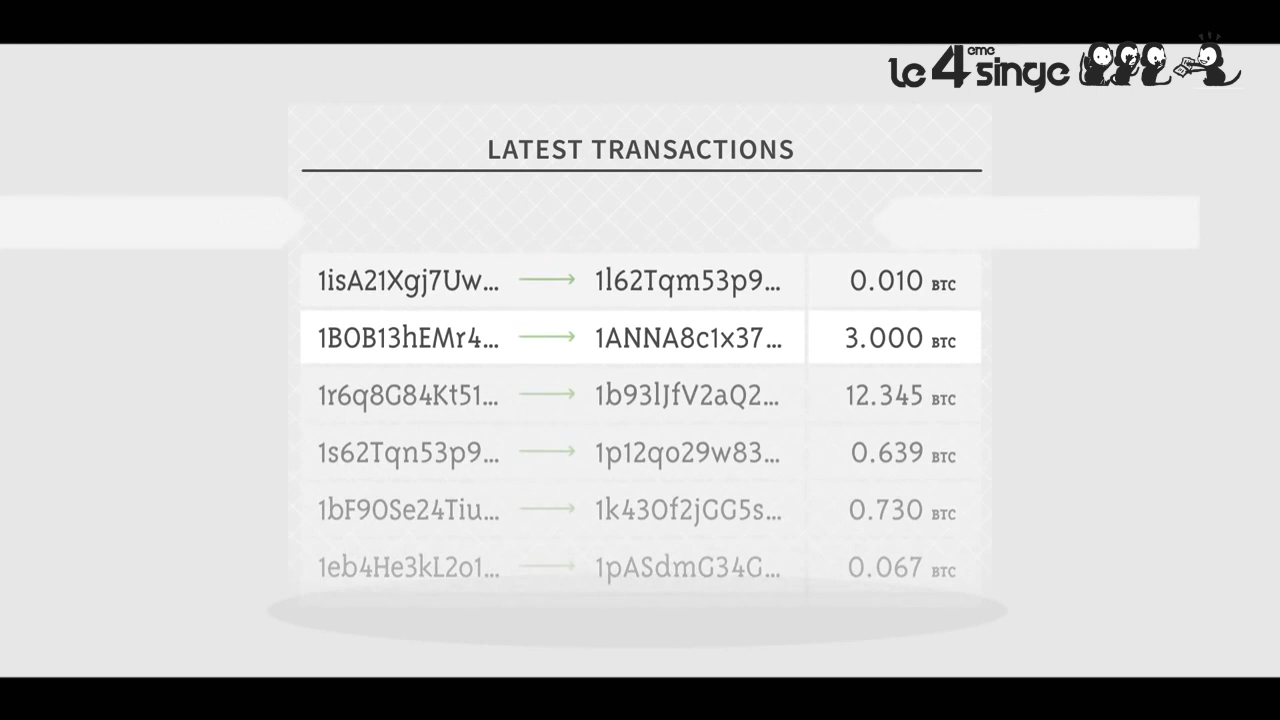 le 4eme singe
LATEST TRANSACTIONS
1isA21Xgj7Uw... 1l62Tqm53p9... 0.010 BTC
1BOB13hEMr4... 1ANNA8c1x37... 3.000 BTC
1r6q8G84Kt51... 1b93lJfV2aQ2... 12.345 BTC
1s62Tqn53p9... 1p12qo29w83... 0.639 BTC
1bF9OSe24Tiu... 1k43Of2jGG5s... 0.730 BTC
1eb4He3kL2o1... 1pASdmG34G... 0.067 BTC